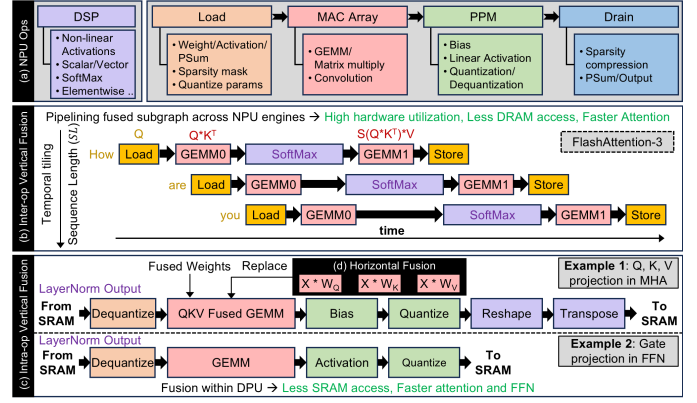 (a) NPU Ops
DSP
• Non-linear
Activations
• Scalar/Vector
• SoftMax
• Elementwise ..
Load
• Weight/Activation/
PSum
• Sparsity mask
• Quantize params
MAC Array
• GEMM/
Matrix multiply
• Convolution
PPM
• Bias
• Linear Activation
• Quantization/
Dequantization
Drain
• Sparsity
compression
• PSum/Output
(b) Inter-op Vertical Fusion
Pipelining fused subgraph across NPU engines → High hardware utilization, Less DRAM access, Faster Attention
Temporal tiling
Sequence Length (SL)
Q Q*Kᵀ S(Q*Kᵀ)*V
FlashAttention-3
How Load GEMM0 SoftMax GEMM1 Store
are Load GEMM0 SoftMax GEMM1 Store
you Load GEMM0 SoftMax GEMM1 Store
time
(c) Intra-op Vertical Fusion
Fused Weights Replace
(d) Horizontal Fusion
X * W_Q X * W_K X * W_V
Example 1: Q, K, V
projection in MHA
LayerNorm Output
From
SRAM
Dequantize QKV Fused GEMM Bias Quantize Reshape Transpose
To
SRAM
LayerNorm Output
Example 2: Gate
projection in FFN
From
SRAM
Dequantize GEMM Activation Quantize
To
SRAM
Fusion within DPU → Less SRAM access, Faster attention and FFN